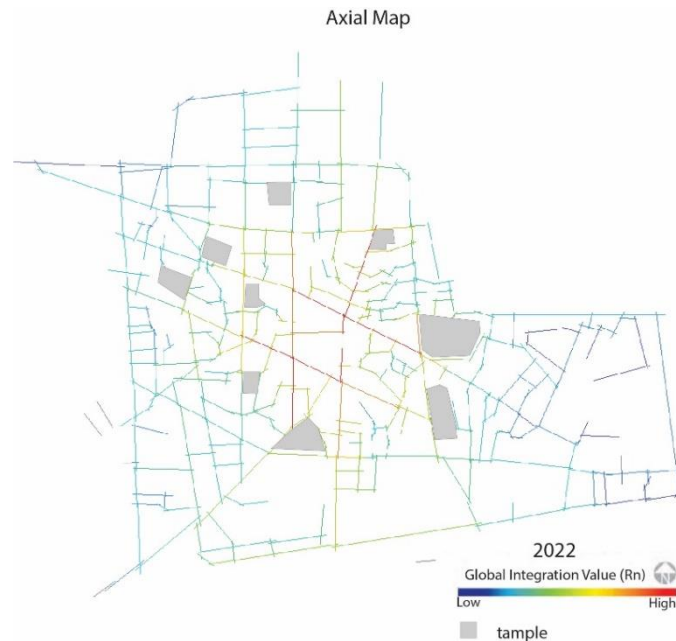 Axial Map
2022
Global Integration Value (Rn)
N
Low High
tample